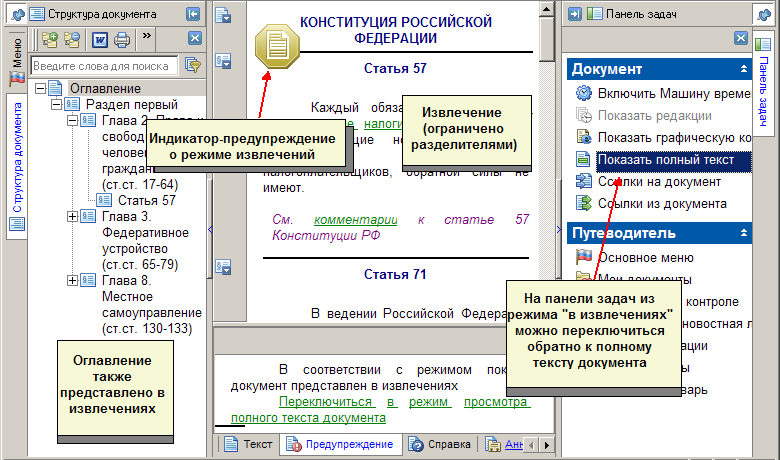 Структура документа
»
Введите слова для поиска
Оглавление
Раздел первый
Глава 2. Права и
свобод
челове
гражда
(ст.ст. 17-64)
Статья 57
Глава 3.
Федеративное
устройство
(ст.ст. 65-79)
Глава 8.
Местное
самоуправление
(ст.ст. 130-133)
Оглавление
также
представлено в
извлечениях
Меню
Структура документа
КОНСТИТУЦИЯ РОССИЙСКОЙ
ФЕДЕРАЦИИ
Статья 57
Каждый обяза
е налоги
щие но
налогоплательщиков, обратной силы не
имеют.
См. комментарии к статье 57
Конституции РФ
Статья 71
В ведении Российской Федера
Индикатор-предупреждение
о режиме извлечений
Извлечение
(ограничено
разделителями)
В соответствии с режимом пок
документ представлен в извлечениях
Переключиться в режим просмотра
полного текста документа
Текст
Предупреждение
Справка
Анн
Панель задач
Документ
Включить Машину време
Показать редакции
Показать графическую ко
Показать полный текст
Ссылки на документ
Ссылки из документа
Путеводитель
Основное меню
Мои документы
контроле
новостная л
ации
ы
варь
На панели задач из
режима "в извлечениях"
можно переключиться
обратно к полному
тексту документа
Панель задач